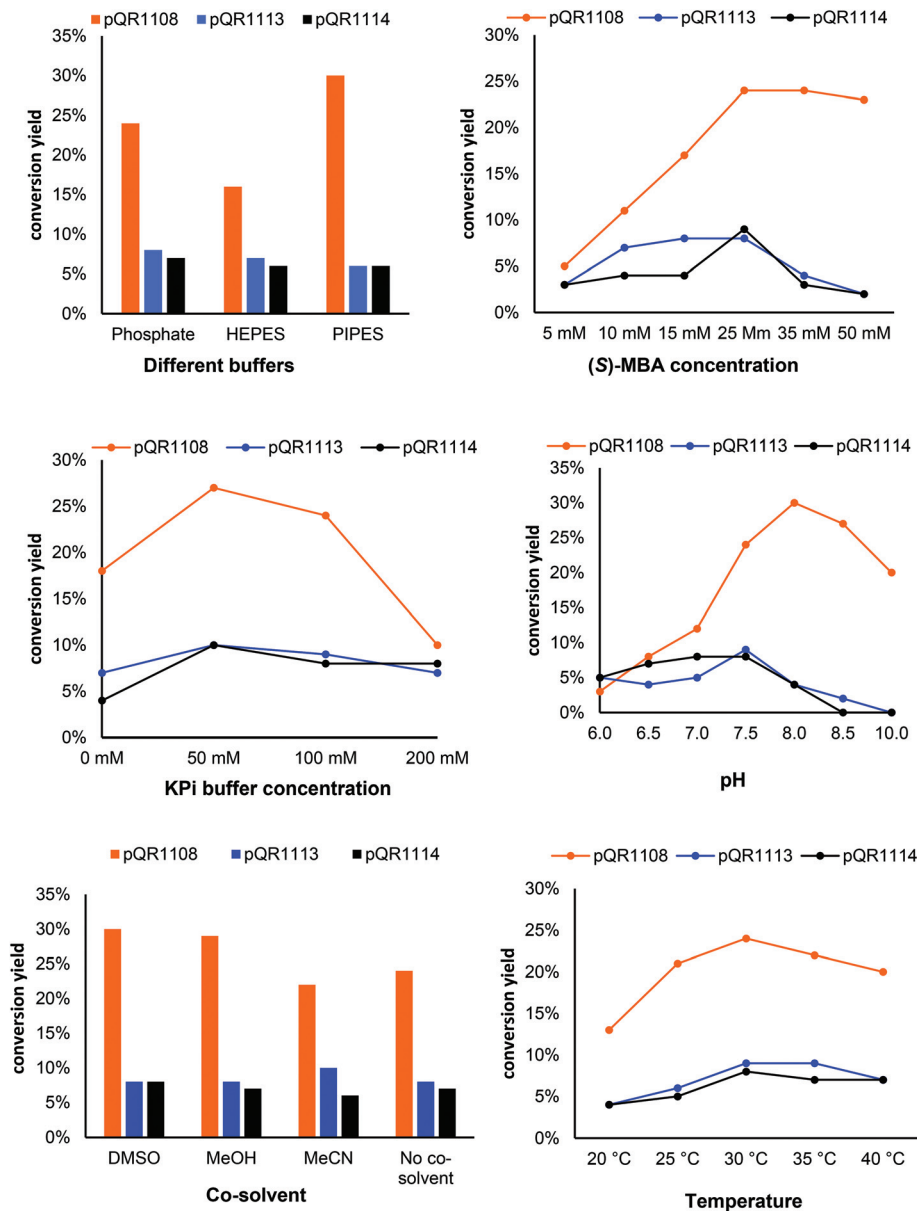 pQR1108 pQR1113 pQR1114
35%
30%
25%
20%
15%
10%
5%
0%
conversion yield
Phosphate HEPES PIPES
Different buffers
pQR1108 pQR1113 pQR1114
30%
25%
20%
15%
10%
5%
0%
conversion yield
5 mM 10 mM 15 mM 25 Mm 35 mM 50 mM
(S)-MBA concentration
pQR1108 pQR1113 pQR1114
30%
25%
20%
15%
10%
5%
0%
conversion yield
0 mM 50 mM 100 mM 200 mM
KPi buffer concentration
pQR1108 pQR1113 pQR1114
35%
30%
25%
20%
15%
10%
5%
0%
conversion yield
6.0 6.5 7.0 7.5 8.0 8.5 10.0
pH
pQR1108 pQR1113 pQR1114
35%
30%
25%
20%
15%
10%
5%
0%
conversion yield
DMSO MeOH MeCN No co-
solvent
Co-solvent
pQR1108 pQR1113 pQR1114
30%
25%
20%
15%
10%
5%
0%
conversion yield
20 °C 25 °C 30 °C 35 °C 40 °C
Temperature